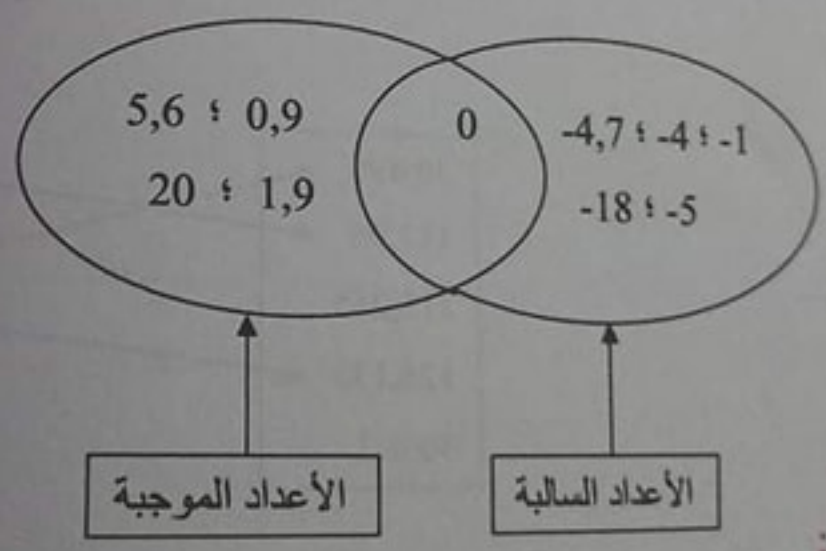 5,6 ؛ 0,9
20 ؛ 1,9
0
-4,7 ؛ -4 ؛ -1
-18 ؛ -5
الأعداد الموجبة
الأعداد السالبة